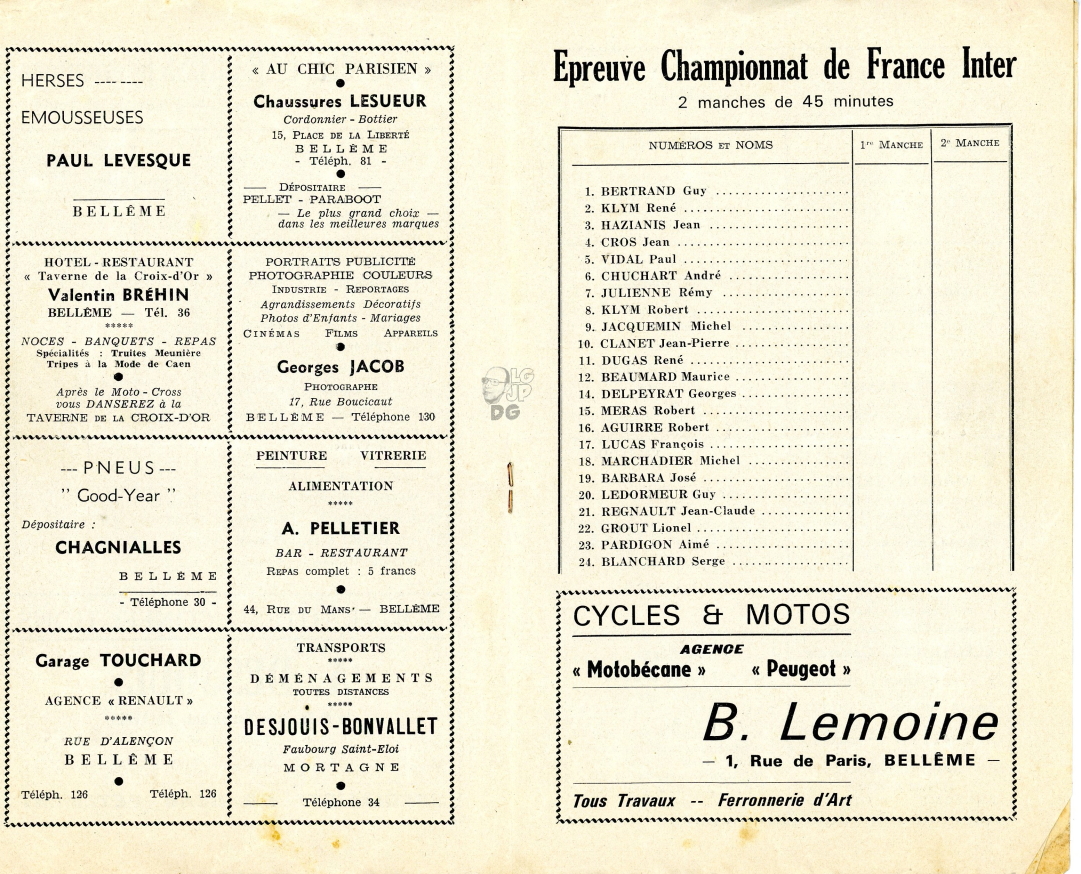 HERSES ---- ----
EMOUSSEUSES
PAUL LEVESQUE
BELLÊME
« AU CHIC PARISIEN »
Chaussures LESUEUR
Cordonnier - Bottier
15, PLACE DE LA LIBERTÉ
BELLÊME
- Téléph. 81 -
DÉPOSITAIRE
PELLET - PARABOOT
— Le plus grand choix —
dans les meilleures marques
HOTEL - RESTAURANT
« Taverne de la Croix-d'Or »
Valentin BRÉHIN
BELLÊME — Tél. 36
*****
NOCES - BANQUETS - REPAS
Spécialités : Truites Meunière
Tripes à la Mode de Caen
Après le Moto - Cross
vous DANSEREZ à la
TAVERNE DE LA CROIX-D'OR
PORTRAITS PUBLICITÉ
PHOTOGRAPHIE COULEURS
INDUSTRIE - REPORTAGES
Agrandissements Décoratifs
Photos d'Enfants - Mariages
CINÉMAS FILMS APPAREILS
Georges JACOB
PHOTOGRAPHE
17, Rue Boucicaut
BELLÊME — Téléphone 130
--- PNEUS ---
" Good-Year "
Dépositaire :
CHAGNIALLES
BELLÊME
- Téléphone 30 -
PEINTURE VITRERIE
ALIMENTATION
*****
A. PELLETIER
BAR - RESTAURANT
REPAS complet : 5 francs
44, RUE DU MANS' — BELLÊME
Garage TOUCHARD
AGENCE « RENAULT »
*****
RUE D'ALENÇON
BELLÊME
Téléph. 126 Téléph. 126
TRANSPORTS
*****
DÉMÉNAGEMENTS
TOUTES DISTANCES
*****
DESJOUIS-BONVALLET
Faubourg Saint-Eloi
MORTAGNE
Téléphone 34
LG
JP
DG
Epreuve Championnat de France Inter
2 manches de 45 minutes
NUMÉROS ET NOMS 1re MANCHE 2e MANCHE
1. BERTRAND Guy
2. KLYM René
3. HAZIANIS Jean
4. CROS Jean
5. VIDAL Paul
6. CHUCHART André
7. JULIENNE Rémy
8. KLYM Robert
9. JACQUEMIN Michel
10. CLANET Jean-Pierre
11. DUGAS René
12. BEAUMARD Maurice
14. DELPEYRAT Georges
15. MERAS Robert
16. AGUIRRE Robert
17. LUCAS François
18. MARCHADIER Michel
19. BARBARA José
20. LEDORMEUR Guy
21. REGNAULT Jean-Claude
22. GROUT Lionel
23. PARDIGON Aimé
24. BLANCHARD Serge
CYCLES & MOTOS
AGENCE
« Motobécane » « Peugeot »
B. Lemoine
— 1, Rue de Paris, BELLÊME —
Tous Travaux -- Ferronnerie d'Art